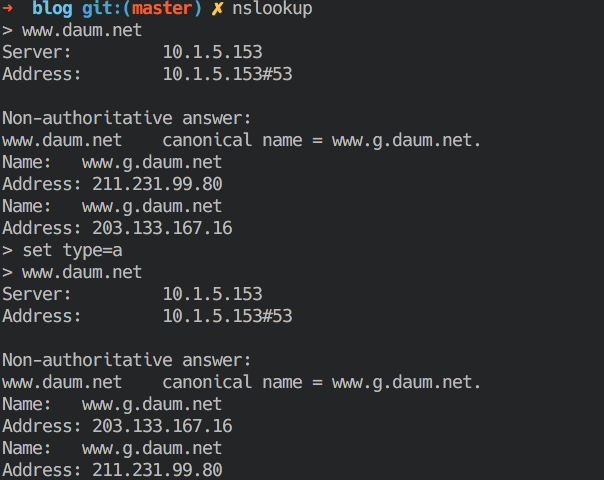 → blog git:(master) ✗ nslookup
> www.daum.net
Server:         10.1.5.153
Address:        10.1.5.153#53

Non-authoritative answer:
www.daum.net    canonical name = www.g.daum.net.
Name:   www.g.daum.net
Address: 211.231.99.80
Name:   www.g.daum.net
Address: 203.133.167.16
> set type=a
> www.daum.net
Server:         10.1.5.153
Address:        10.1.5.153#53

Non-authoritative answer:
www.daum.net    canonical name = www.g.daum.net.
Name:   www.g.daum.net
Address: 203.133.167.16
Name:   www.g.daum.net
Address: 211.231.99.80